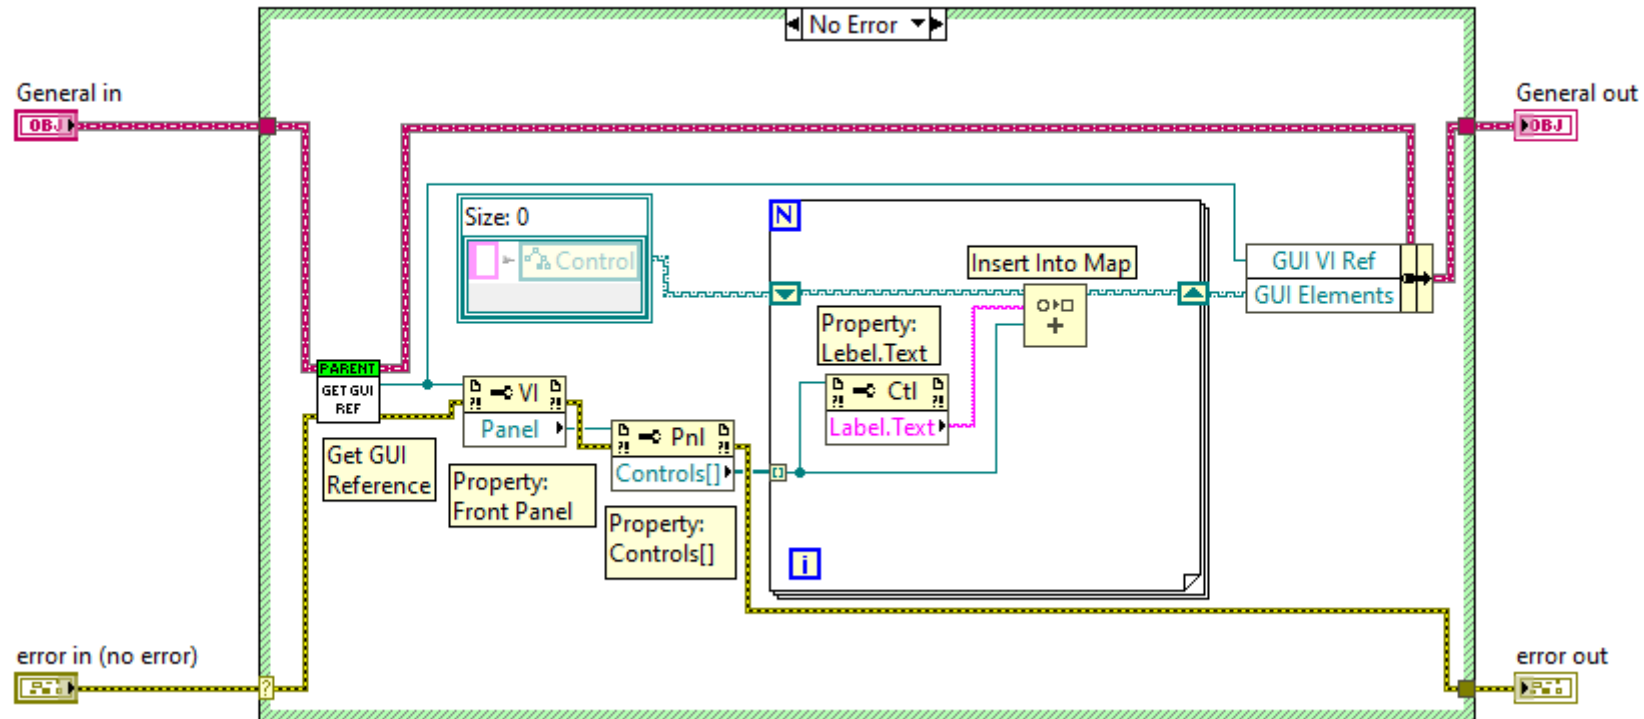 No Error
General in
OBJ
General out
OBJ
Size: 0
Control
N
Insert Into Map
GUI VI Ref
GUI Elements
Property:
Lebel.Text
PARENT
GET GUI
REF
VI
Panel
Ctl
Label.Text
Pnl
Controls[]
Get GUI
Reference
Property:
Front Panel
Property:
Controls[]
i
error in (no error)
?
error out